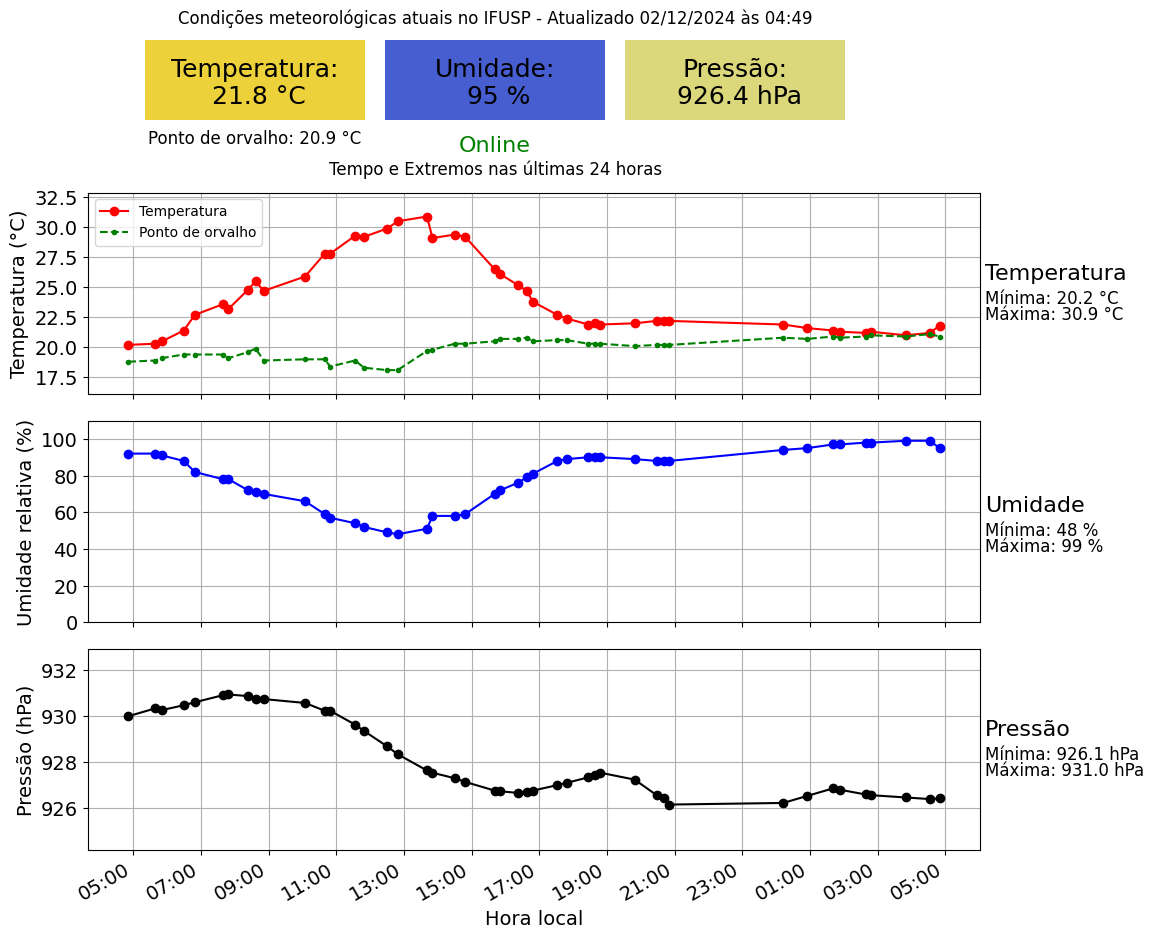 Condições meteorológicas atuais no IFUSP - Atualizado 02/12/2024 às 04:49
Temperatura:
21.8 °C
Umidade:
95 %
Pressão:
926.4 hPa
Ponto de orvalho: 20.9 °C
Online
Tempo e Extremos nas últimas 24 horas
Temperatura (°C)
32.5
30.0
27.5
25.0
22.5
20.0
17.5
Temperatura
Ponto de orvalho
Temperatura
Mínima: 20.2 °C
Máxima: 30.9 °C
Umidade relativa (%)
100
80
60
40
20
0
Umidade
Mínima: 48 %
Máxima: 99 %
Pressão (hPa)
932
930
928
926
Pressão
Mínima: 926.1 hPa
Máxima: 931.0 hPa
05:00 07:00 09:00 11:00 13:00 15:00 17:00 19:00 21:00 23:00 01:00 03:00 05:00
Hora local